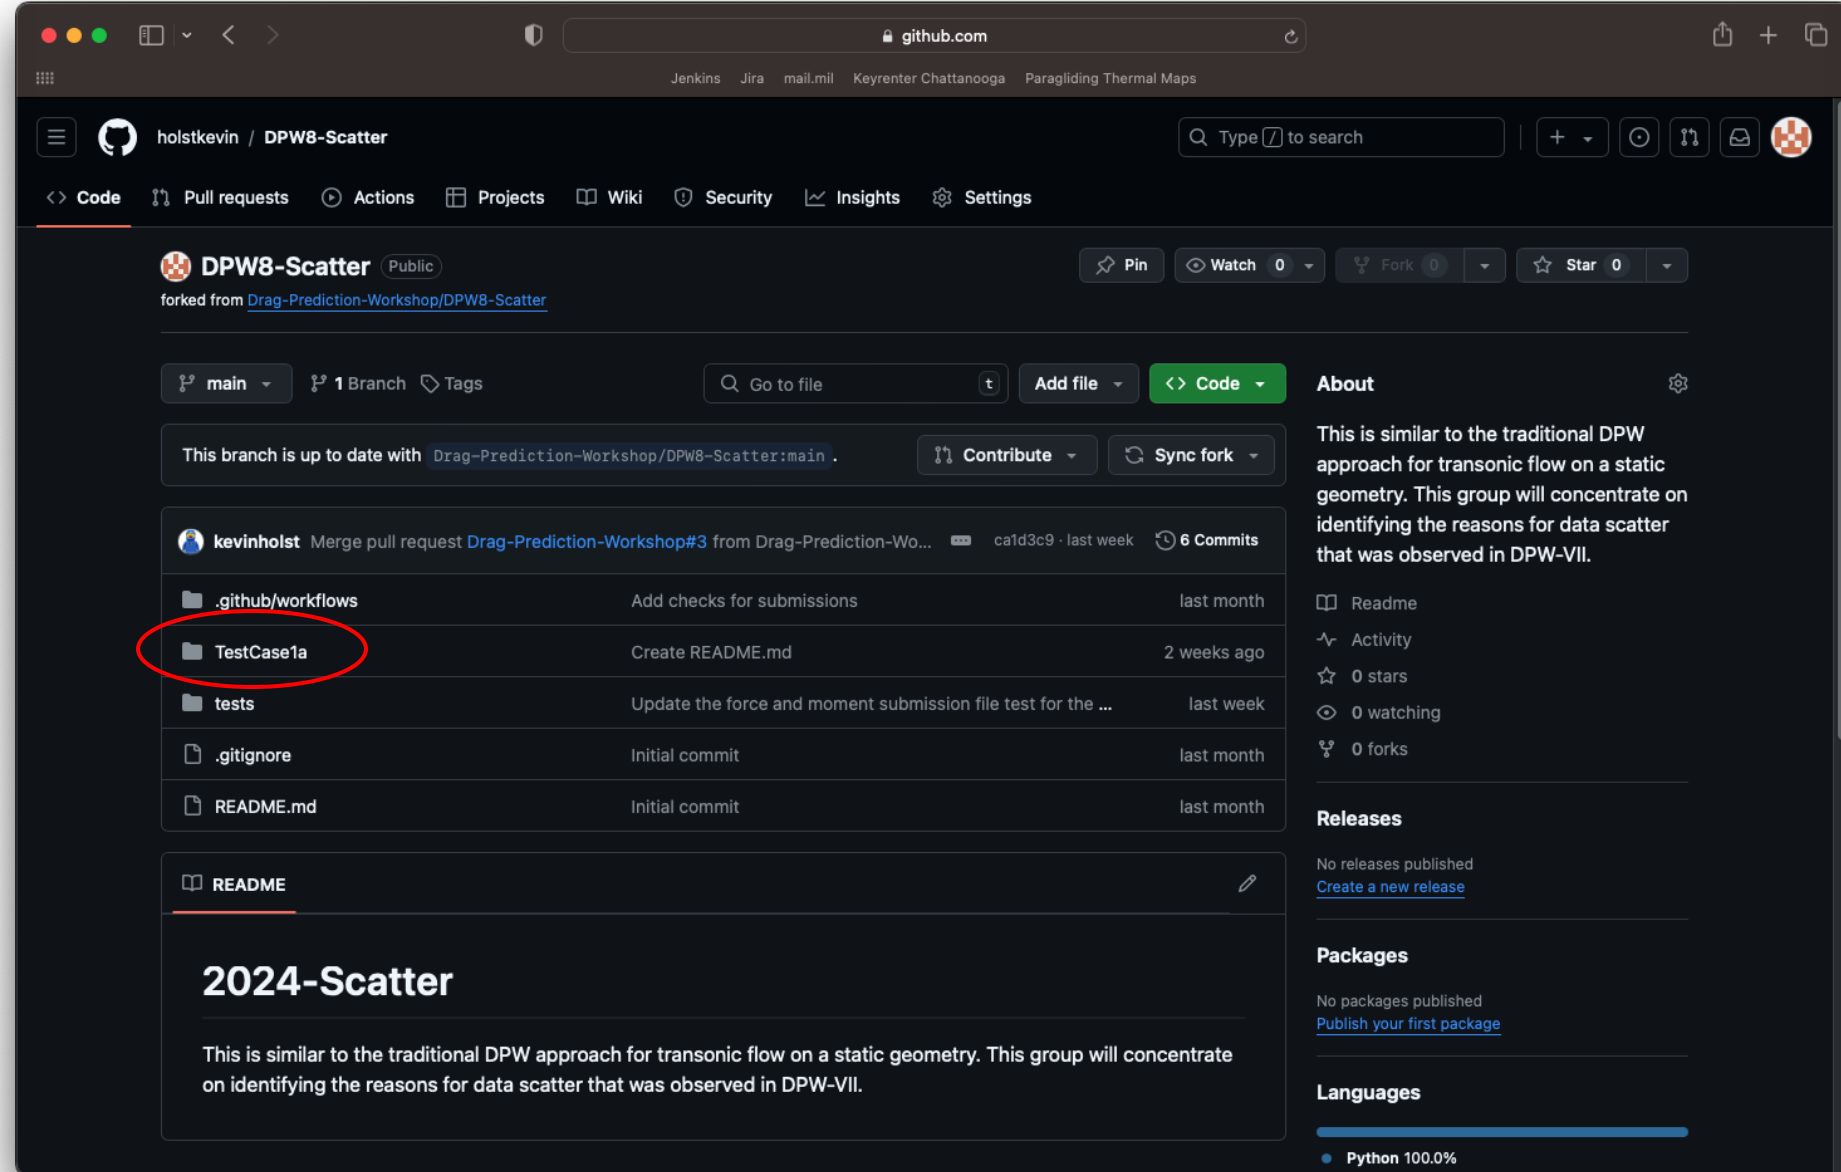 github.com
Jenkins Jira mail.mil Keyrenter Chattanooga Paragliding Thermal Maps
holstkevin / DPW8-Scatter
Type / to search
Code Pull requests Actions Projects Wiki Security Insights Settings
DPW8-Scatter Public
Pin Watch 0 Fork 0 Star 0
forked from Drag-Prediction-Workshop/DPW8-Scatter
main 1 Branch Tags Go to file t Add file Code
This branch is up to date with Drag-Prediction-Workshop/DPW8-Scatter:main .
Contribute Sync fork
kevinholst Merge pull request Drag-Prediction-Workshop#3 from Drag-Prediction-Wo... ca1d3c9 · last week 6 Commits
.github/workflows Add checks for submissions last month
TestCase1a Create README.md 2 weeks ago
tests Update the force and moment submission file test for the ... last week
.gitignore Initial commit last month
README.md Initial commit last month
README
2024-Scatter
This is similar to the traditional DPW approach for transonic flow on a static geometry. This group will concentrate
on identifying the reasons for data scatter that was observed in DPW-VII.
About
This is similar to the traditional DPW
approach for transonic flow on a static
geometry. This group will concentrate on
identifying the reasons for data scatter
that was observed in DPW-VII.
Readme
Activity
0 stars
0 watching
0 forks
Releases
No releases published
Create a new release
Packages
No packages published
Publish your first package
Languages
Python 100.0%